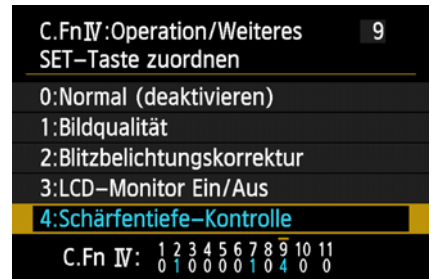 C.Fn IV:Operation/Weiteres 9
SET-Taste zuordnen
0:Normal (deaktivieren)
1:Bildqualität
2:Blitzbelichtungskorrektur
3:LCD-Monitor Ein/Aus
4:Schärfentiefe-Kontrolle
C.Fn IV: 1 2 3 4 5 6 7 8 9 10 11
0 1 0 0 0 0 1 0 4 0 0